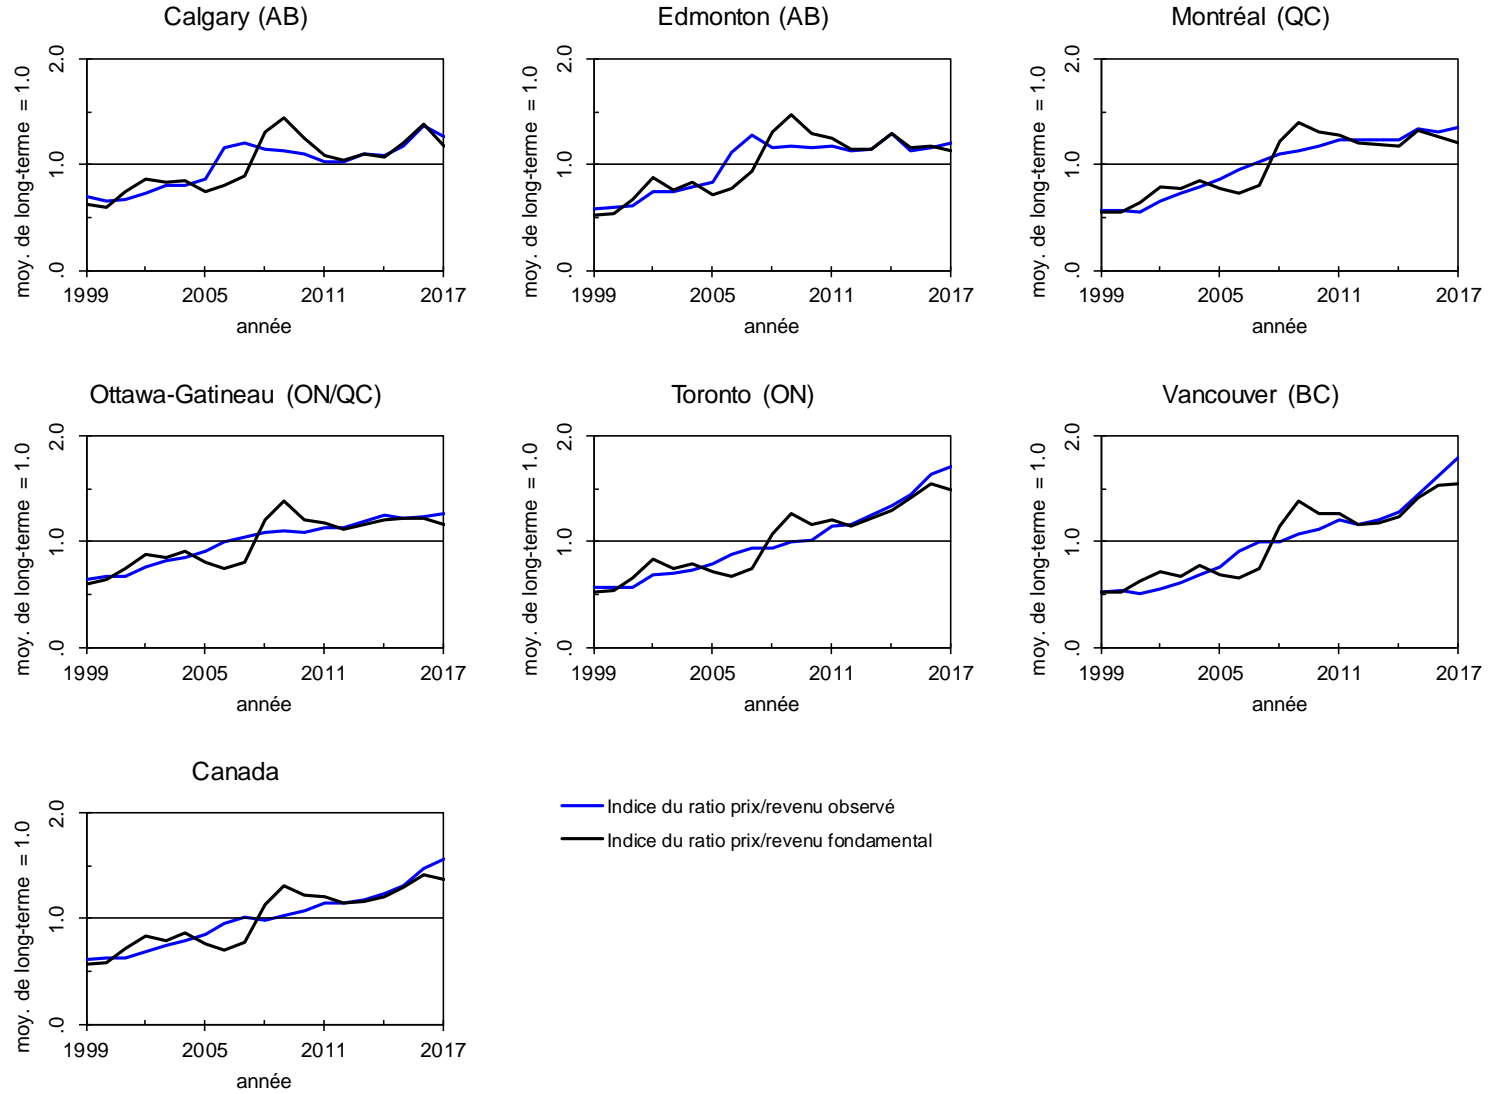 Calgary (AB)
moy. de long-terme = 1.0
2.0
1.0
.0
1999 2005 2011 2017
année
Edmonton (AB)
moy. de long-terme = 1.0
2.0
1.0
.0
1999 2005 2011 2017
année
Montréal (QC)
moy. de long-terme = 1.0
2.0
1.0
.0
1999 2005 2011 2017
année
Ottawa-Gatineau (ON/QC)
moy. de long-terme = 1.0
2.0
1.0
.0
1999 2005 2011 2017
année
Toronto (ON)
moy. de long-terme = 1.0
2.0
1.0
.0
1999 2005 2011 2017
année
Vancouver (BC)
moy. de long-terme = 1.0
2.0
1.0
.0
1999 2005 2011 2017
année
Canada
moy. de long-terme = 1.0
2.0
1.0
.0
1999 2005 2011 2017
année
Indice du ratio prix/revenu observé
Indice du ratio prix/revenu fondamental